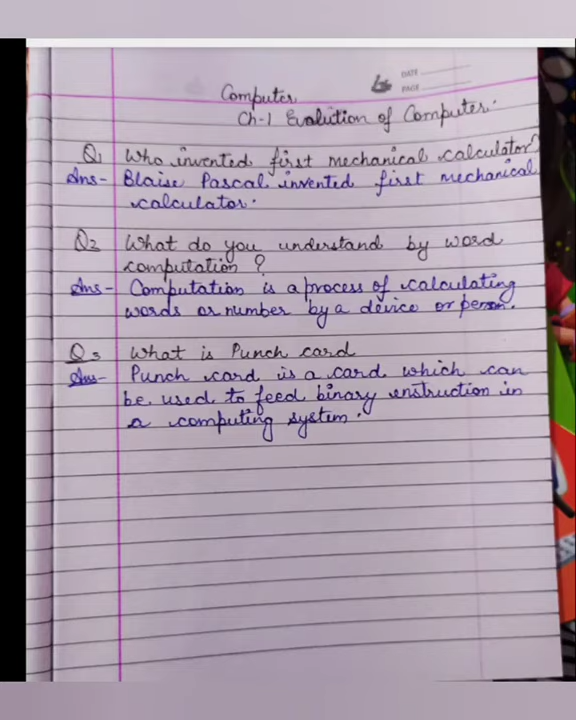 DATE
PAGE
Computer
Ch-1 Evolution of Computer.
Q1 Who invented first mechanical calculator?
Ans- Blaise Pascal invented first mechanical
calculator.
Q2 What do you understand by word
computation ?
Ans- Computation is a process of calculating
words or number by a device or person.
Q3 What is Punch card
Ans- Punch card is a card which can
be used to feed binary instruction in
a computing system.